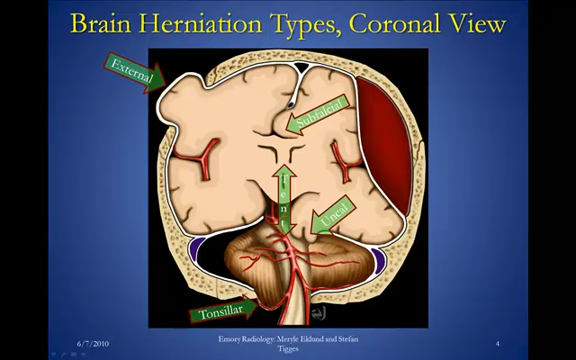 Brain Herniation Types, Coronal View
External
Subfalcial
Tent
Uncal
Tonsillar
6/7/2010
Emory Radiology: Meryle Eklund and Stefan
Tigges
4